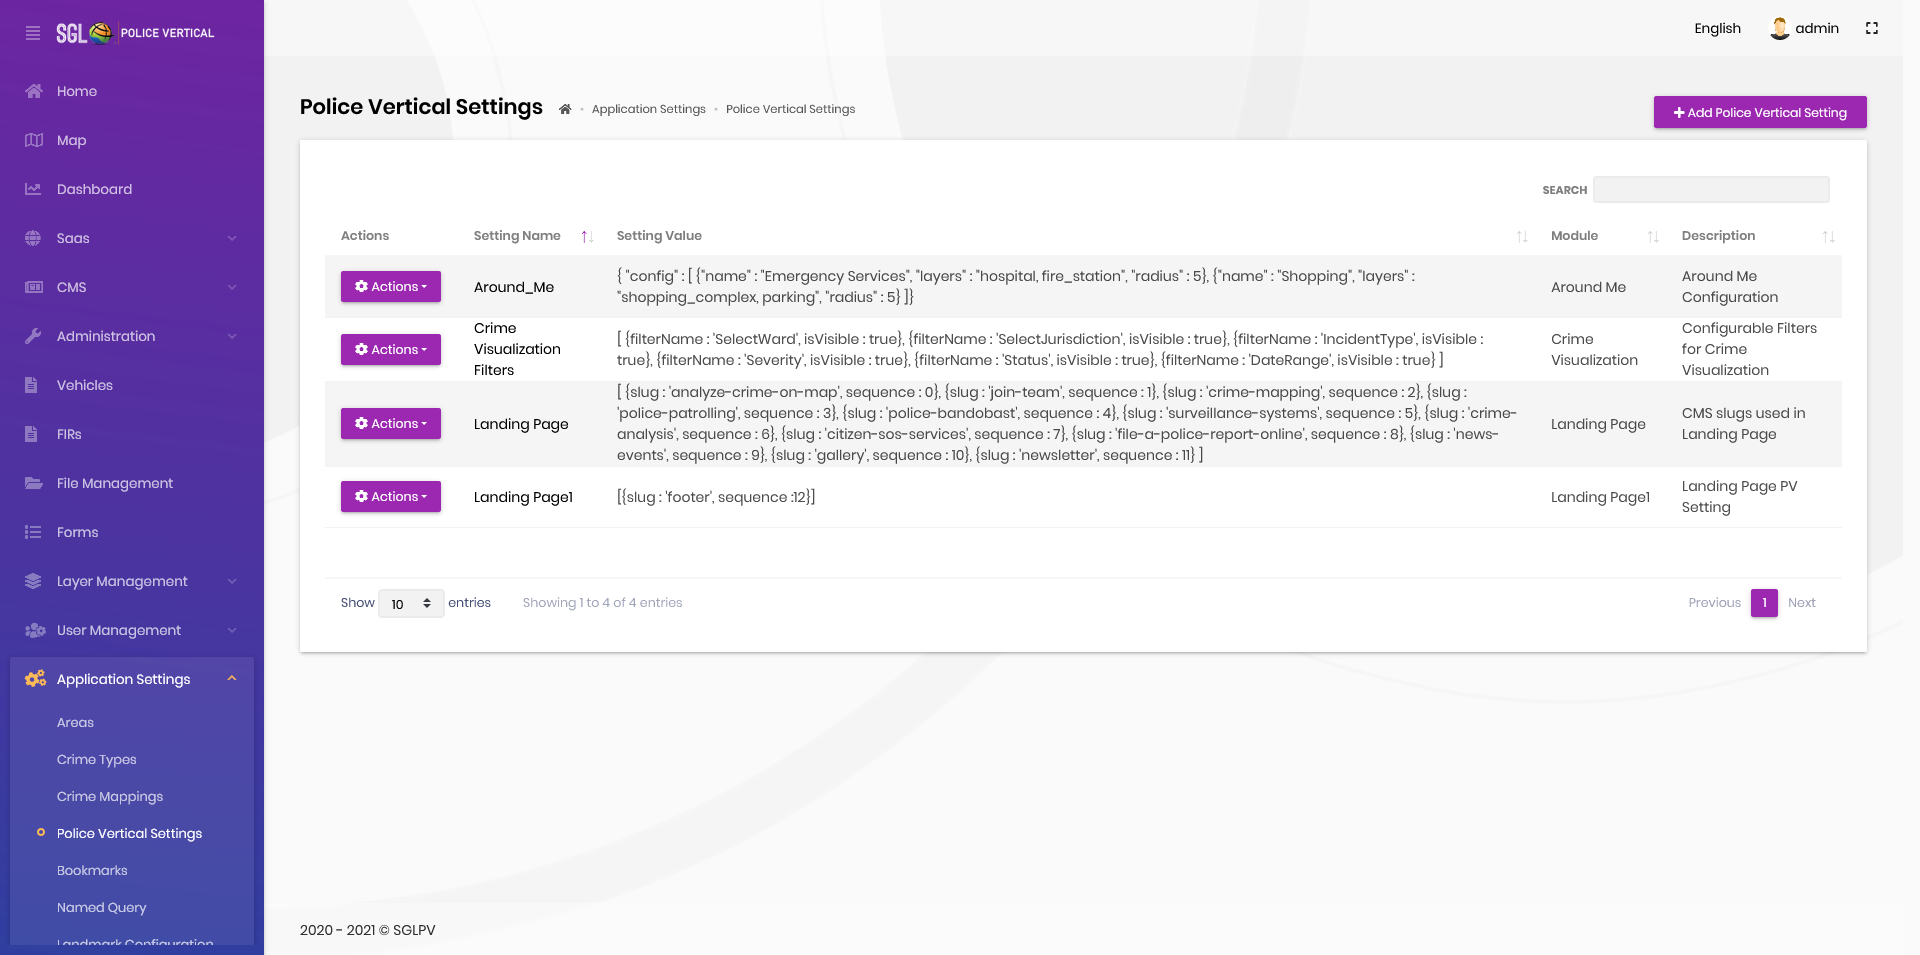 SGL POLICE VERTICAL
English
admin
Home
Map
Dashboard
Saas
CMS
Administration
Vehicles
FIRs
File Management
Forms
Layer Management
User Management
Application Settings
Areas
Crime Types
Crime Mappings
Police Vertical Settings
Bookmarks
Named Query
Landmark Configuration
Police Vertical Settings
Application Settings
Police Vertical Settings
Add Police Vertical Setting
SEARCH
Actions Setting Name Setting Value Module Description
Actions
Around_Me
{ "config" : [ {"name" : "Emergency Services", "layers" : "hospital, fire_station", "radius" : 5}, {"name" : "Shopping", "layers" :
"shopping_complex, parking", "radius" : 5} ]}
Around Me
Around Me
Configuration
Actions
Crime
Visualization
Filters
[ {filterName : 'SelectWard', isVisible : true}, {filterName : 'SelectJurisdiction', isVisible : true}, {filterName : 'IncidentType', isVisible :
true}, {filterName : 'Severity', isVisible : true}, {filterName : 'Status', isVisible : true}, {filterName : 'DateRange', isVisible : true} ]
Crime
Visualization
Configurable Filters
for Crime
Visualization
Actions
Landing Page
[ {slug : 'analyze-crime-on-map', sequence : 0}, {slug : 'join-team', sequence : 1}, {slug : 'crime-mapping', sequence : 2}, {slug :
'police-patrolling', sequence : 3}, {slug : 'police-bandobast', sequence : 4}, {slug : 'surveillance-systems', sequence : 5}, {slug : 'crime-
analysis', sequence : 6}, {slug : 'citizen-sos-services', sequence : 7}, {slug : 'file-a-police-report-online', sequence : 8}, {slug : 'news-
events', sequence : 9}, {slug : 'gallery', sequence : 10}, {slug : 'newsletter', sequence : 11} ]
Landing Page
CMS slugs used in
Landing Page
Actions
Landing Page1
[{slug : 'footer', sequence :12}]
Landing Page1
Landing Page PV
Setting
Show 10 entries
Showing 1 to 4 of 4 entries
Previous 1 Next
2020 - 2021 © SGLPV